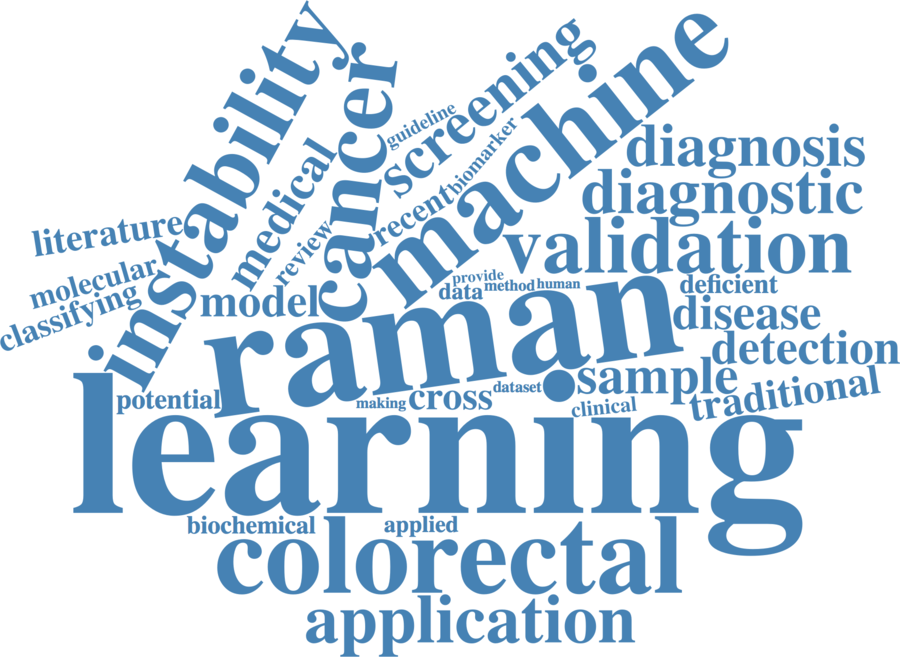 instability
cancer
machine
screening
guideline
biomarker
recent
medical
review
diagnosis
diagnostic
validation
literature
molecular
classifying
model
provide
data
method
human
deficient
disease
raman
detection
sample
traditional
potential
making
cross
dataset
clinical
learning
biochemical
applied
colorectal
application